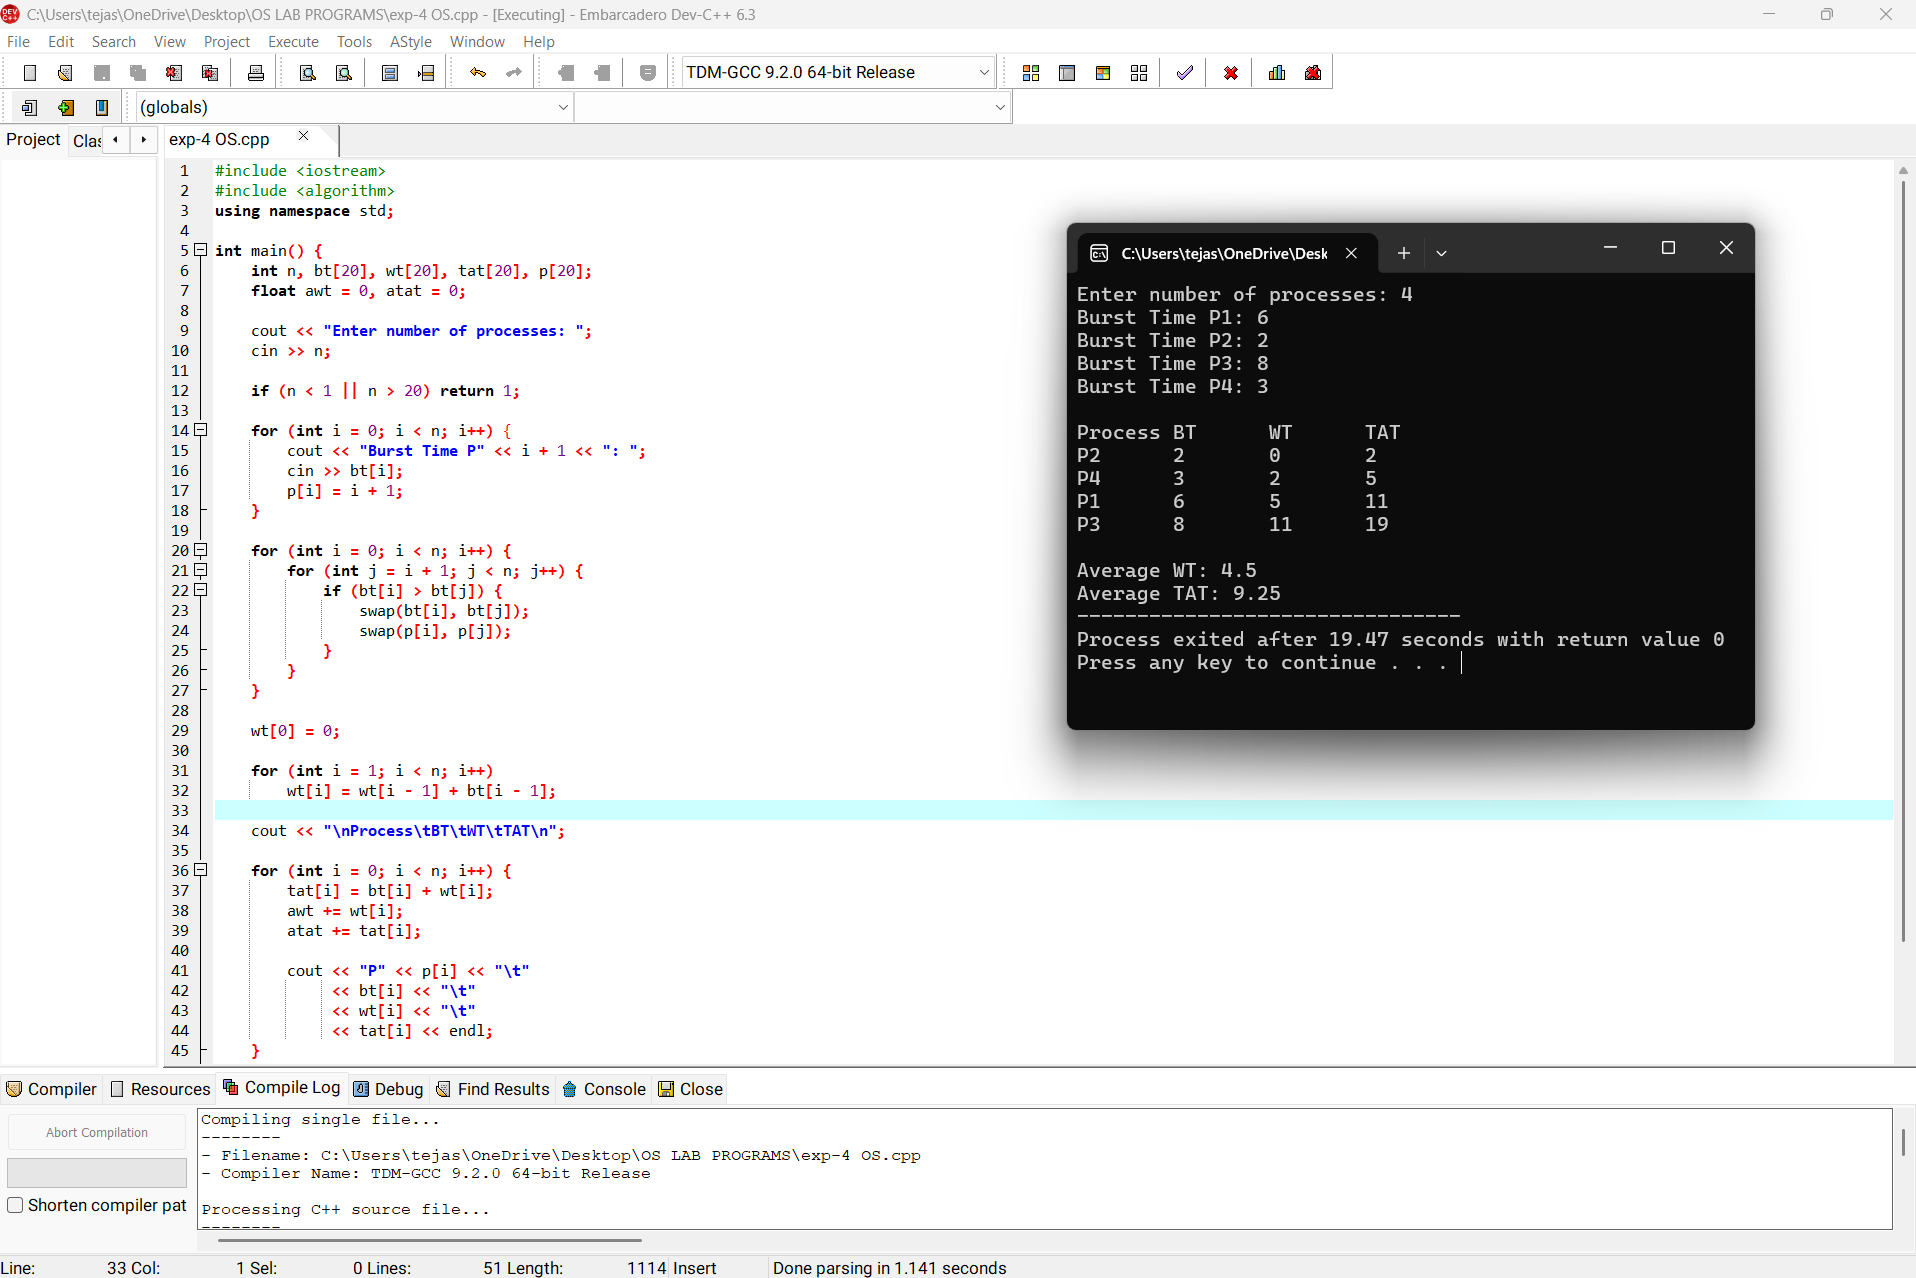 C:\Users\tejas\OneDrive\Desktop\OS LAB PROGRAMS\exp-4 OS.cpp - [Executing] - Embarcadero Dev-C++ 6.3
File Edit Search View Project Execute Tools AStyle Window Help
TDM-GCC 9.2.0 64-bit Release
(globals)
Project Clas exp-4 OS.cpp
1 #include <iostream>
2 #include <algorithm>
3 using namespace std;
4
5 int main() {
6 int n, bt[20], wt[20], tat[20], p[20];
7 float awt = 0, atat = 0;
8
9 cout << "Enter number of processes: ";
10 cin >> n;
11
12 if (n < 1 || n > 20) return 1;
13
14 for (int i = 0; i < n; i++) {
15 cout << "Burst Time P" << i + 1 << ": ";
16 cin >> bt[i];
17 p[i] = i + 1;
18 }
19
20 for (int i = 0; i < n; i++) {
21 for (int j = i + 1; j < n; j++) {
22 if (bt[i] > bt[j]) {
23 swap(bt[i], bt[j]);
24 swap(p[i], p[j]);
25 }
26 }
27 }
28
29 wt[0] = 0;
30
31 for (int i = 1; i < n; i++)
32 wt[i] = wt[i - 1] + bt[i - 1];
33
34 cout << "\nProcess\tBT\tWT\tTAT\n";
35
36 for (int i = 0; i < n; i++) {
37 tat[i] = bt[i] + wt[i];
38 awt += wt[i];
39 atat += tat[i];
40
41 cout << "P" << p[i] << "\t"
42 << bt[i] << "\t"
43 << wt[i] << "\t"
44 << tat[i] << endl;
45 }
C:\Users\tejas\OneDrive\Desk
Enter number of processes: 4
Burst Time P1: 6
Burst Time P2: 2
Burst Time P3: 8
Burst Time P4: 3
Process BT WT TAT
P2 2 0 2
P4 3 2 5
P1 6 5 11
P3 8 11 19
Average WT: 4.5
Average TAT: 9.25
--------------------------------
Process exited after 19.47 seconds with return value 0
Press any key to continue . . .
Compiler Resources Compile Log Debug Find Results Console Close
Abort Compilation
Shorten compiler pat
Compiling single file...
--------
- Filename: C:\Users\tejas\OneDrive\Desktop\OS LAB PROGRAMS\exp-4 OS.cpp
- Compiler Name: TDM-GCC 9.2.0 64-bit Release
Processing C++ source file...
--------
Line: 33 Col: 1 Sel: 0 Lines: 51 Length: 1114 Insert Done parsing in 1.141 seconds